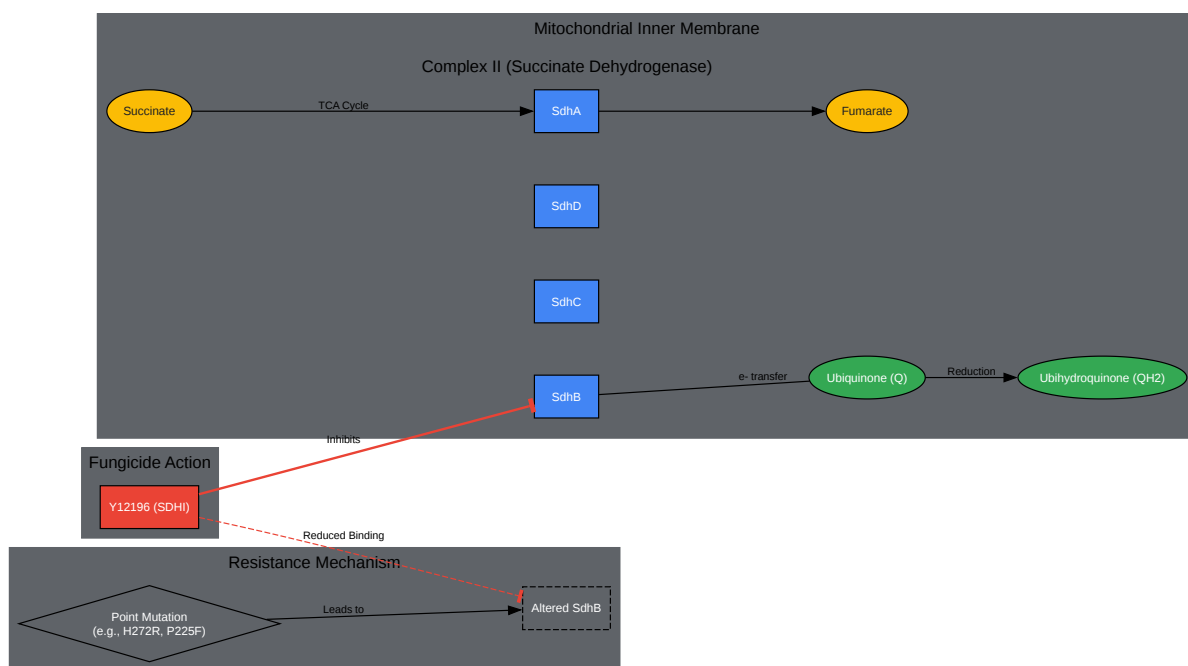 Mitochondrial Inner Membrane
Complex II (Succinate Dehydrogenase)
Succinate
TCA Cycle
SdhA
Fumarate
SdhD
SdhC
SdhB
e- transfer
Ubiquinone (Q)
Reduction
Ubihydroquinone (QH2)
Inhibits
Fungicide Action
Y12196 (SDHI)
Reduced Binding
Resistance Mechanism
Point Mutation
(e.g., H272R, P225F)
Leads to
Altered SdhB